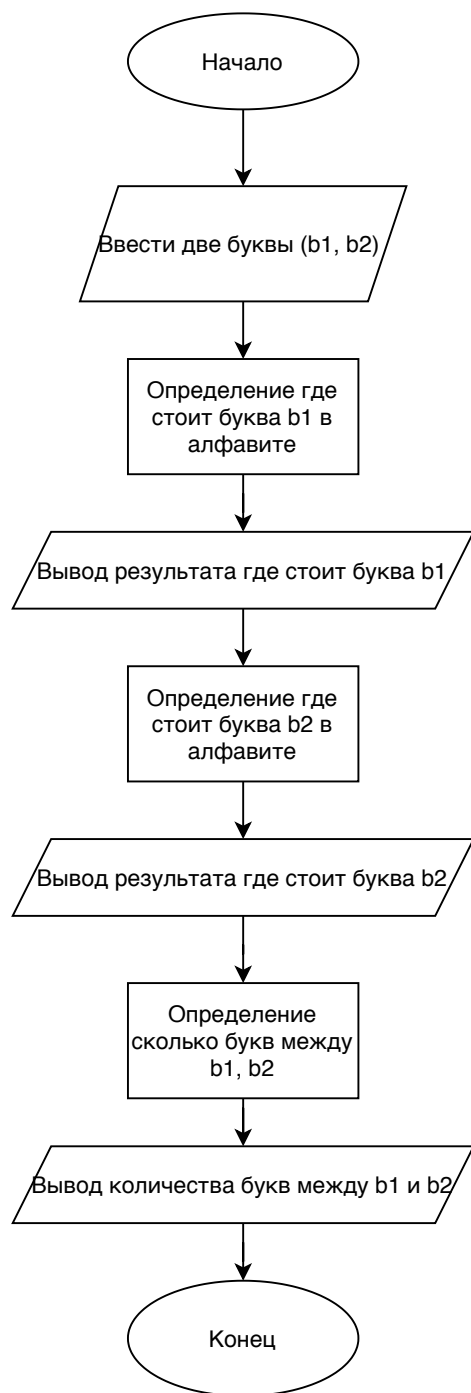 Начало
Ввести две буквы (b1, b2)
Определение где
стоит буква b1 в
алфавите
Вывод результата где стоит буква b1
Определение где
стоит буква b2 в
алфавите
Вывод результата где стоит буква b2
Определение
сколько букв между
b1, b2
Вывод количества букв между b1 и b2
Конец